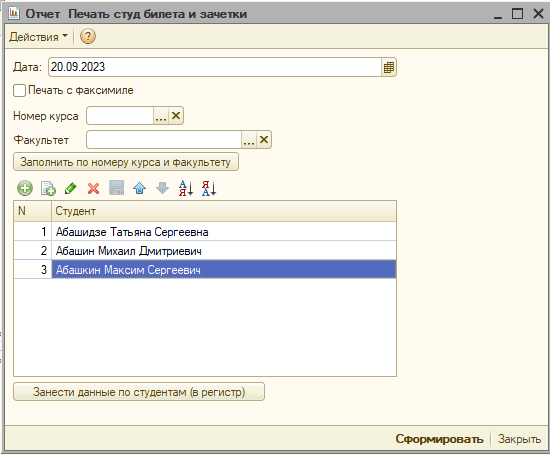 Отчет Печать студ билета и зачетки
Действия
Дата: 20.09.2023
Печать с факсимиле
Номер курса ...
Факультет ...
Заполнить по номеру курса и факультету
N Студент
1 Абашидзе Татьяна Сергеевна
2 Абашин Михаил Дмитриевич
3 Абашкин Максим Сергеевич
Занести данные по студентам (в регистр)
Сформировать Закрыть